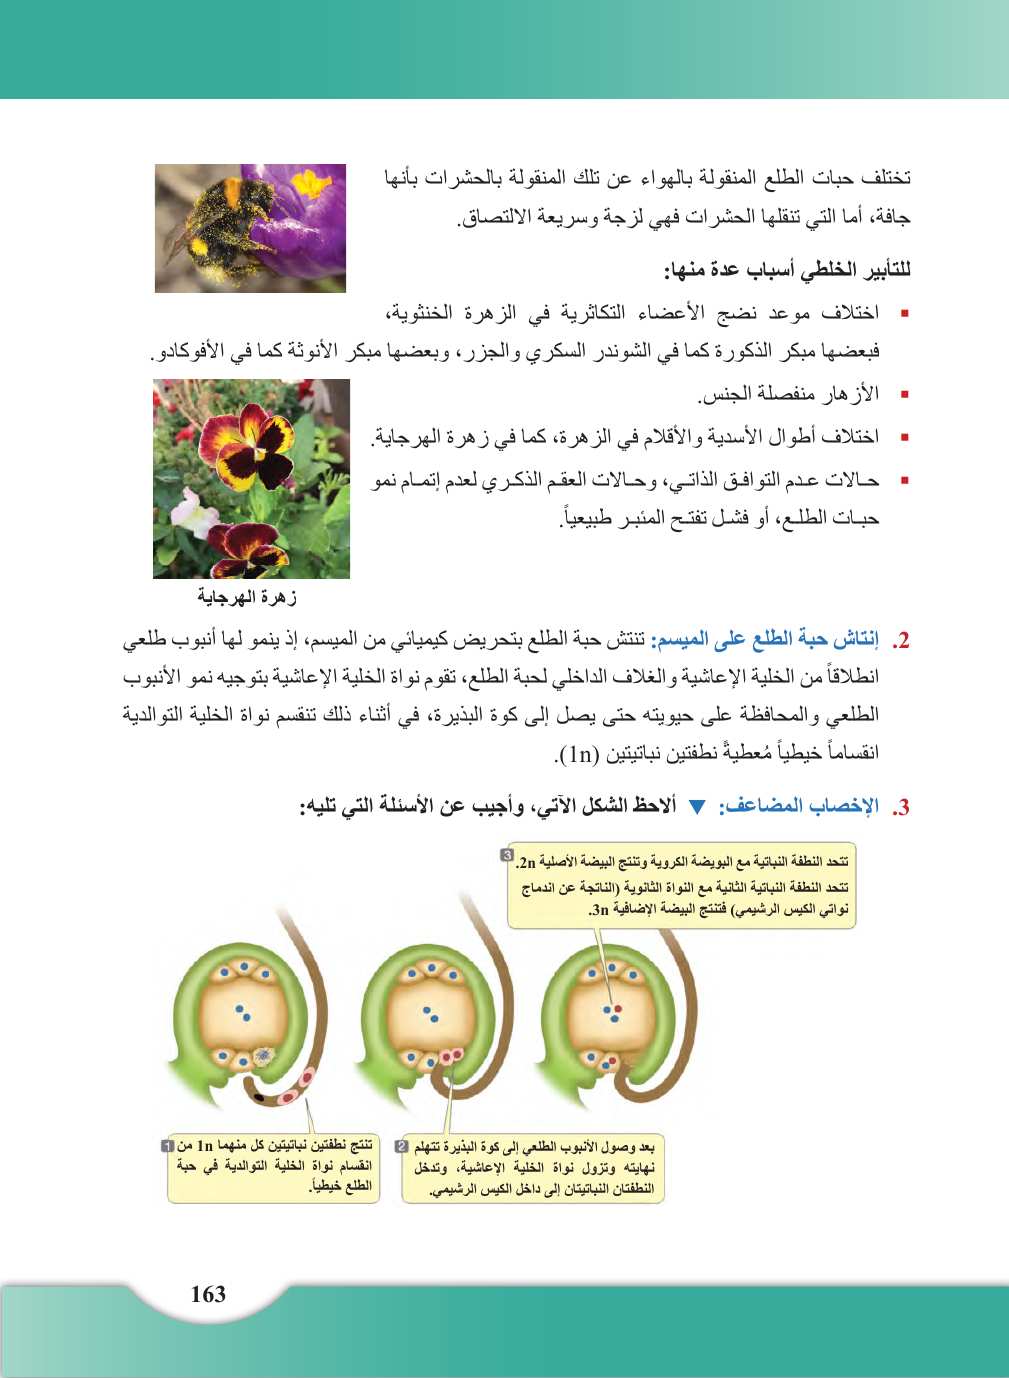 تختلف حبات الطلع المنقولة بالهواء عن تلك المنقولة بالحشرات بأنها
جافة، أما التي تنقلها الحشرات فهي لزجة وسريعة الالتصاق.
للتأبير الخلطي أسباب عدة منها:
▪ اختلاف موعد نضج الأعضاء التكاثرية في الزهرة الخنثوية،
فبعضها مبكر الذكورة كما في الشوندر السكري والجزر، وبعضها مبكر الأنوثة كما في الأفوكادو.
▪ الأزهار منفصلة الجنس.
▪ اختلاف أطوال الأسدية والأقلام في الزهرة، كما في زهرة الهرجاية.
▪ حالات عدم التوافق الذاتي، وحالات العقم الذكري لعدم إتمام نمو
حبات الطلع، أو فشل تفتح المئبر طبيعياً.
زهرة الهرجاية
2. إنتاش حبة الطلع على الميسم: تنتش حبة الطلع بتحريض كيميائي من الميسم، إذ ينمو لها أنبوب طلعي
انطلاقاً من الخلية الإعاشية والغلاف الداخلي لحبة الطلع، تقوم نواة الخلية الإعاشية بتوجيه نمو الأنبوب
الطلعي والمحافظة على حيويته حتى يصل إلى كوة البذيرة، في أثناء ذلك تنقسم نواة الخلية التوالدية
انقساماً خيطياً مُعطيةً نطفتين نباتيتين (1n).
3. الإخصاب المضاعف: ▼ ألاحظ الشكل الآتي، وأجيب عن الأسئلة التي تليه:
3
تتحد النطفة النباتية مع البويضة الكروية وتنتج البيضة الأصلية 2n.
تتحد النطفة النباتية الثانية مع النواة الثانوية (الناتجة عن اندماج
نواتي الكيس الرشيمي) فتنتج البيضة الإضافية 3n.
2
بعد وصول الأنبوب الطلعي إلى كوة البذيرة تتهلم
نهايته وتزول نواة الخلية الإعاشية، وتدخل
النطفتان النباتيتان إلى داخل الكيس الرشيمي.
1
تنتج نطفتين نباتيتين كل منهما 1n من
انقسام نواة الخلية التوالدية في حبة
الطلع خيطياً.
163